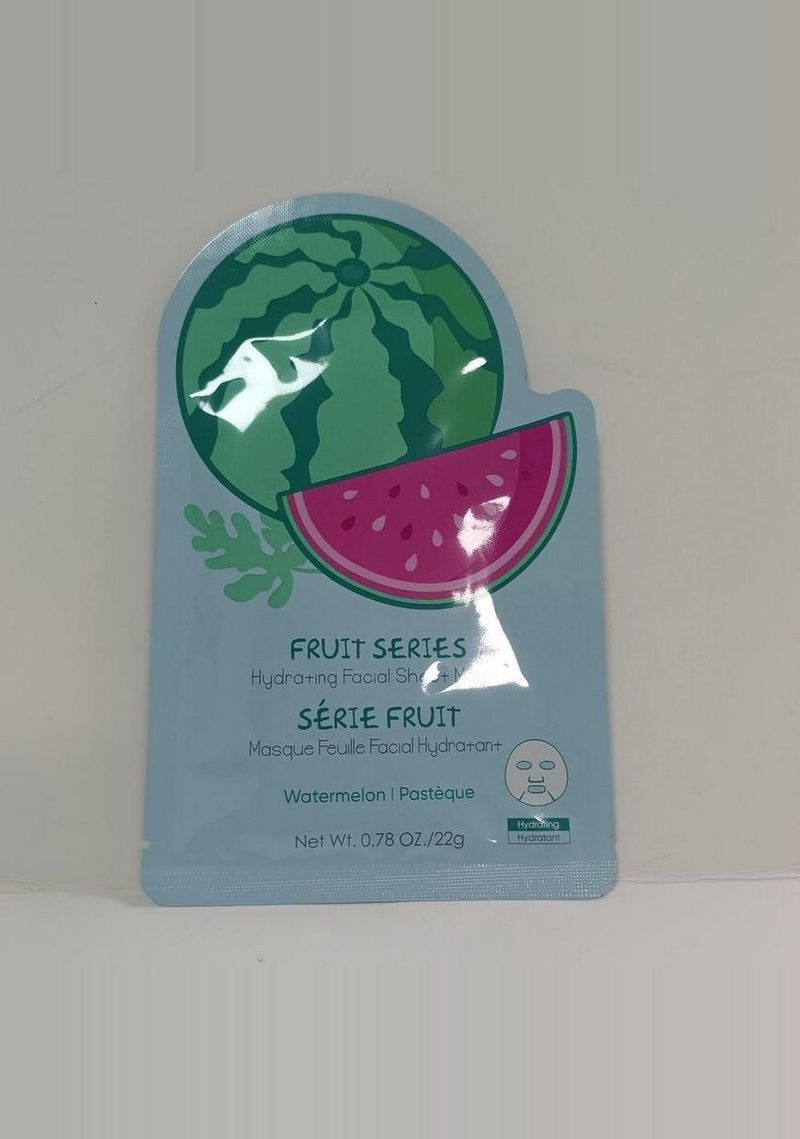 FRUIT SERIES
Hydrating Facial Sheet
SÉRIE FRUIT
Masque Feuille Facial Hydratant
Watermelon | Pastèque
Hydrating
Hydratant
Net Wt. 0.78 OZ./22g